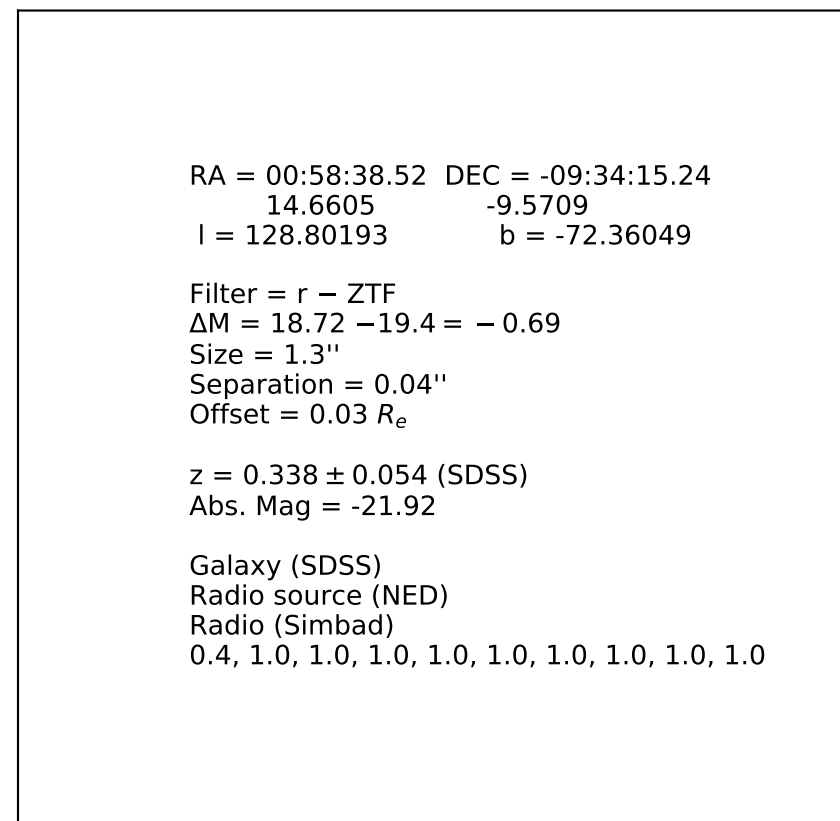 RA = 00:58:38.52  DEC = -09:34:15.24
14.6605  -9.5709
l = 128.80193  b = -72.36049
Filter = r − ZTF
ΔM = 18.72 −19.4 = − 0.69
Size = 1.3''
Separation = 0.04''
Offset = 0.03 Rₑ
z = 0.338 ± 0.054 (SDSS)
Abs. Mag = -21.92
Galaxy (SDSS)
Radio source (NED)
Radio (Simbad)
0.4, 1.0, 1.0, 1.0, 1.0, 1.0, 1.0, 1.0, 1.0, 1.0